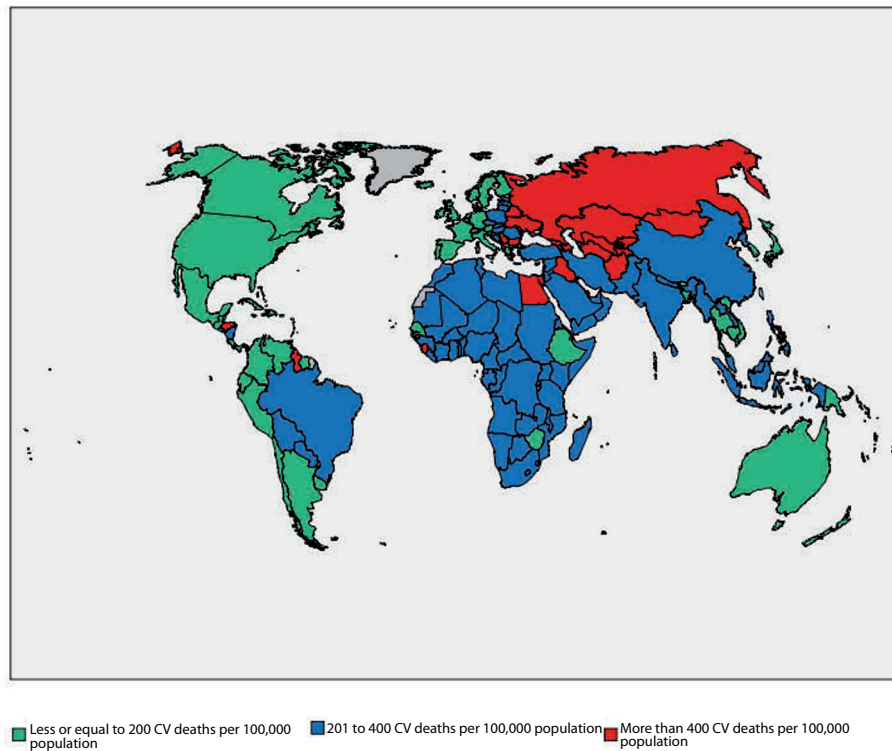 Less or equal to 200 CV deaths per 100,000
population
201 to 400 CV deaths per 100,000 population
More than 400 CV deaths per 100,000
population